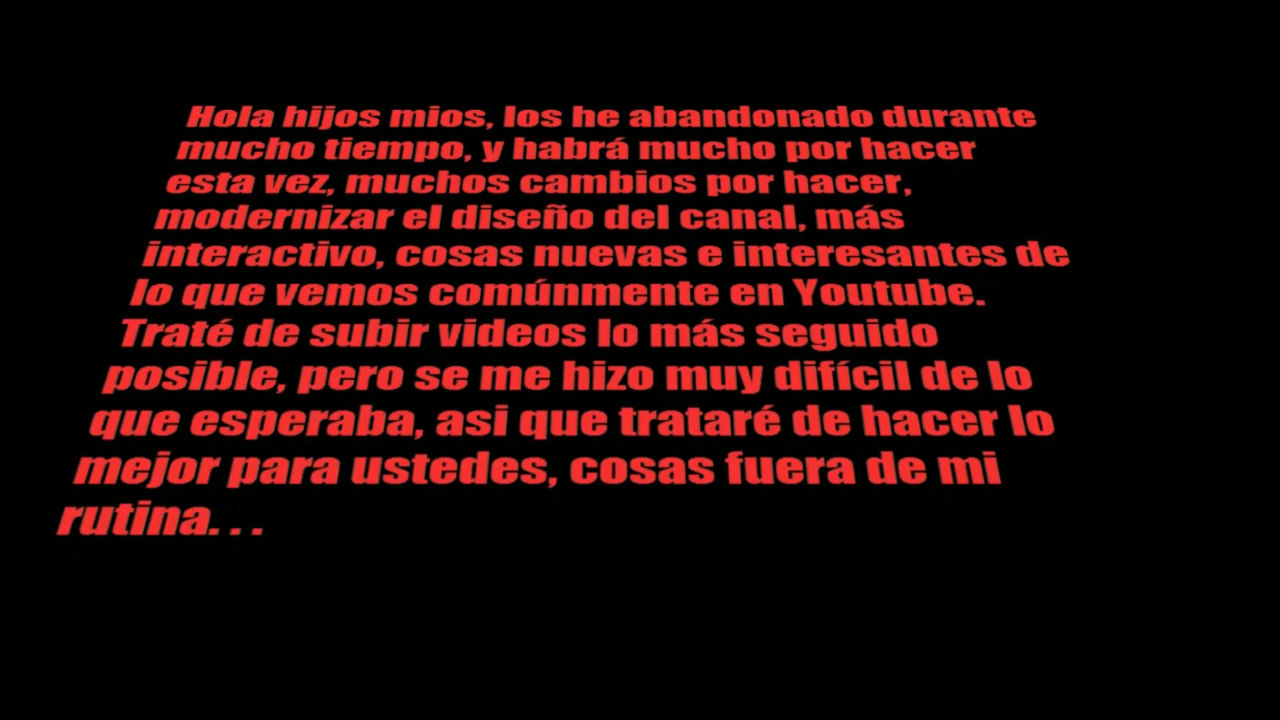 Hola hijos mios, los he abandonado durante
mucho tiempo, y habrá mucho por hacer
esta vez, muchos cambios por hacer,
modernizar el diseño del canal, más
interactivo, cosas nuevas e interesantes de
lo que vemos comúnmente en Youtube.
Traté de subir videos lo más seguido
posible, pero se me hizo muy difícil de lo
que esperaba, asi que trataré de hacer lo
mejor para ustedes, cosas fuera de mi
rutina. . .